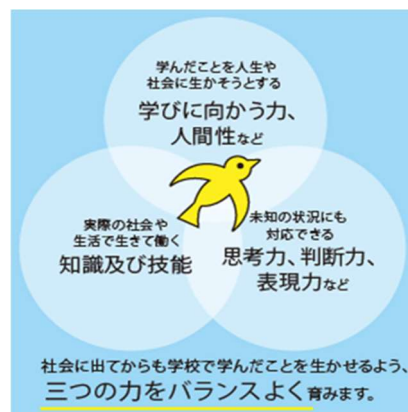 学んだことを人生や
社会に生かそうとする
学びに向かう力、
人間性など
実際の社会や
生活で生きて働く
知識及び技能
未知の状況にも
対応できる
思考力、判断力、
表現力など
社会に出てからも学校で学んだことを生かせるよう、
三つの力をバランスよく育みます。